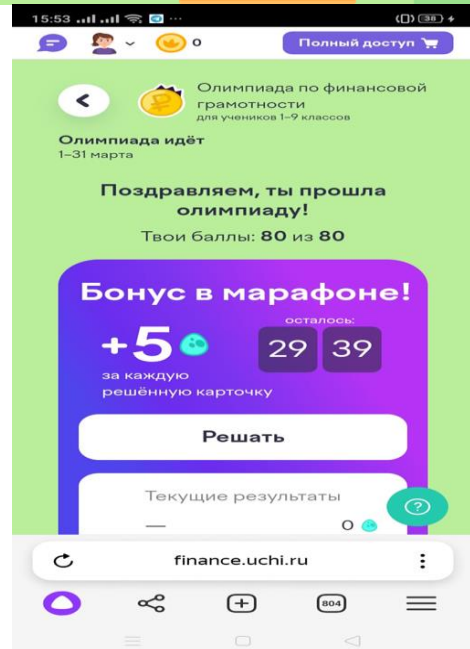 15:53
38
0
Полный доступ
Олимпиада по финансовой
грамотности
для учеников 1–9 классов
Олимпиада идёт
1–31 марта
Поздравляем, ты прошла
олимпиаду!
Твои баллы: 80 из 80
Бонус в марафоне!
осталось:
+5
29 39
за каждую
решённую карточку
Решать
Текущие результаты
— 0
?
finance.uchi.ru
804